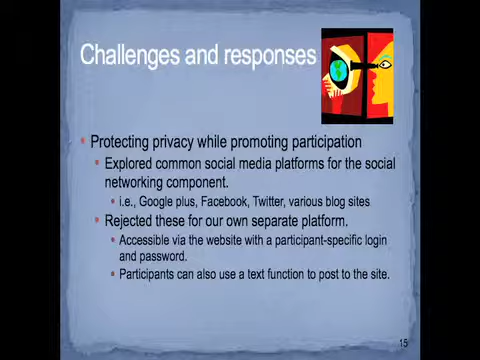 Challenges and responses
Protecting privacy while promoting participation
Explored common social media platforms for the social
networking component.
i.e., Google plus, Facebook, Twitter, various blog sites
Rejected these for our own separate platform.
Accessible via the website with a participant-specific login
and password.
Participants can also use a text function to post to the site.
15